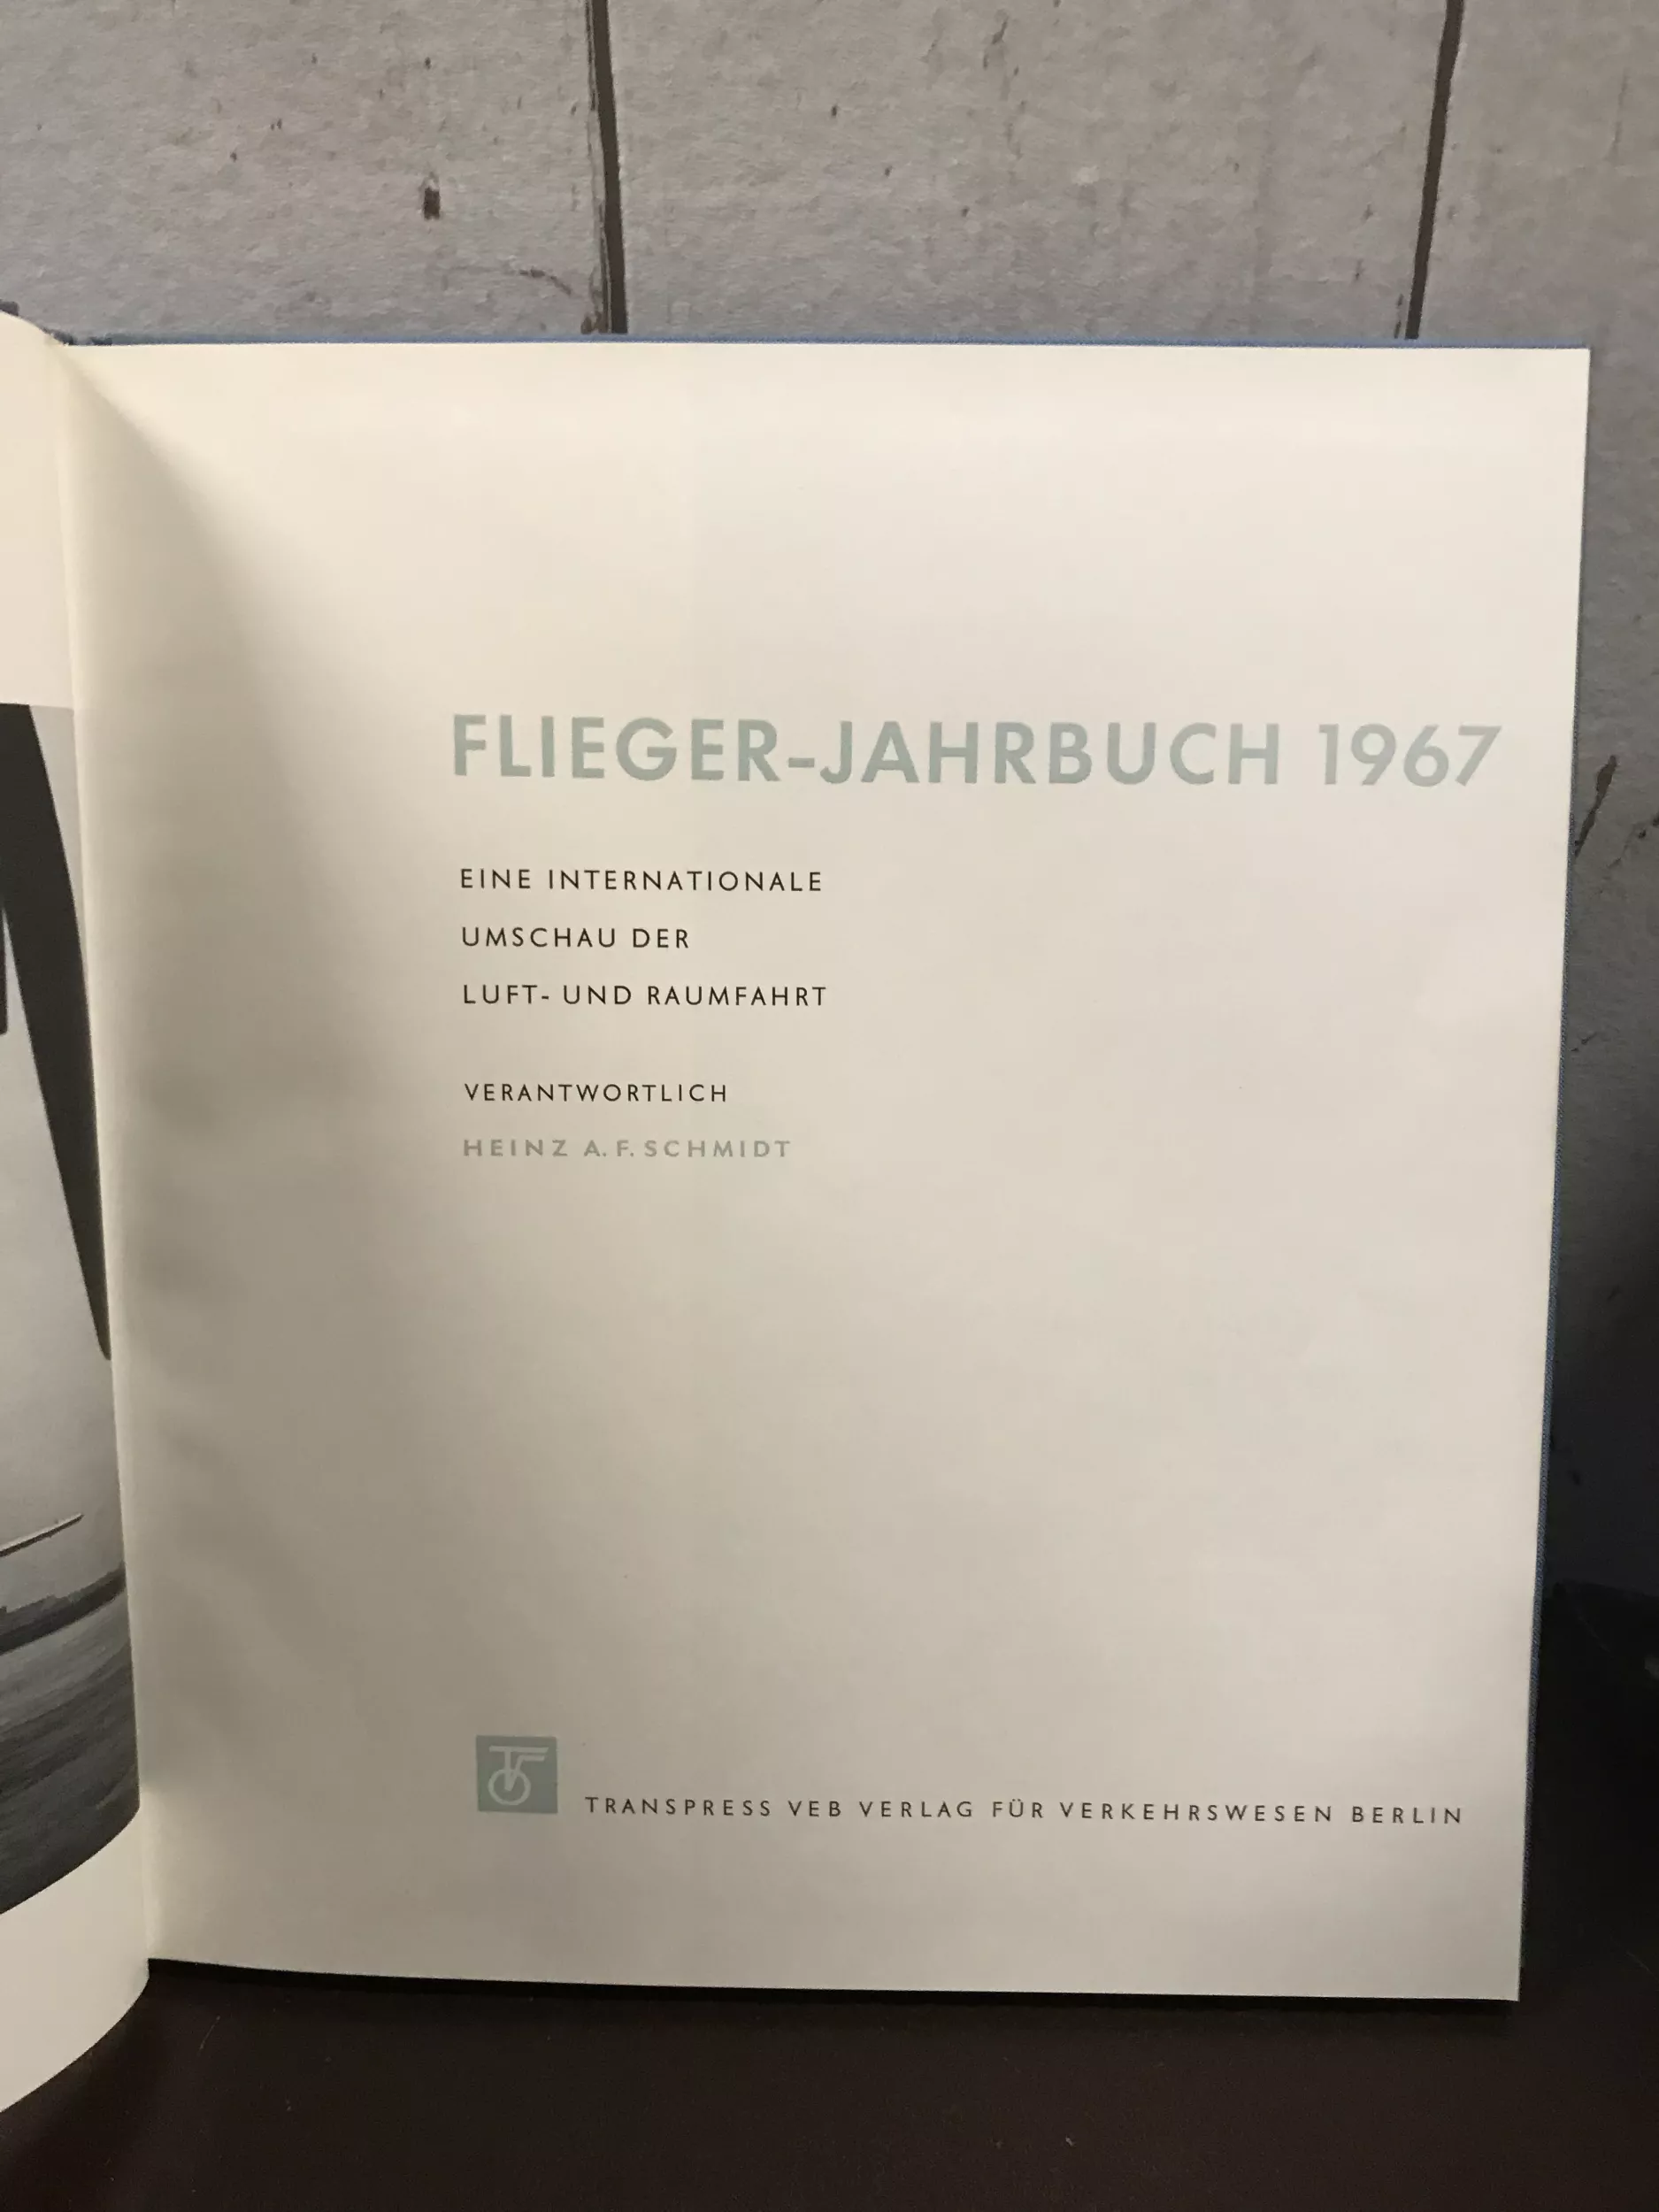 FLIEGER-JAHRBUCH 1967
EINE INTERNATIONALE
UMSCHAU DER
LUFT- UND RAUMFAHRT
VERANTWORTLICH
HEINZ A. F. SCHMIDT
TRANSPRESS VEB VERLAG FÜR VERKEHRSWESEN BERLIN